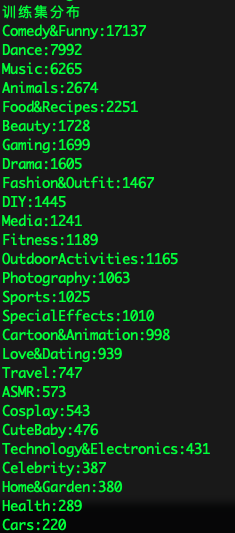 训练集分布
Comedy&Funny:17137
Dance:7992
Music:6265
Animals:2674
Food&Recipes:2251
Beauty:1728
Gaming:1699
Drama:1605
Fashion&Outfit:1467
DIY:1445
Media:1241
Fitness:1189
OutdoorActivities:1165
Photography:1063
Sports:1025
SpecialEffects:1010
Cartoon&Animation:998
Love&Dating:939
Travel:747
ASMR:573
Cosplay:543
CuteBaby:476
Technology&Electronics:431
Celebrity:387
Home&Garden:380
Health:289
Cars:220